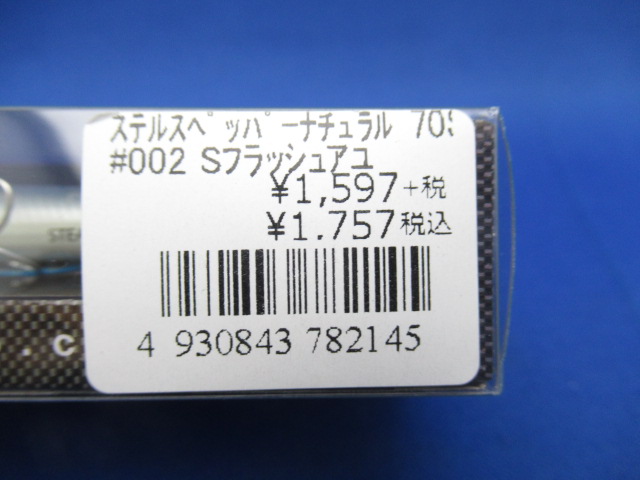 ｽﾃﾙｽﾍﾟｯﾊﾟｰﾅﾁｭﾗﾙ 70S
#002 Sﾌﾗｯｼｭｱﾕ
¥1,597+税
¥1,757税込
4 930843 782145
STEA
. c